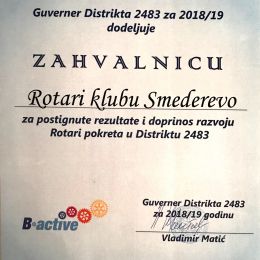 Guverner Distrikta 2483 za 2018/19
dodeljuje
ZAHVALNICU
Rotari klubu Smederevo
za postignute rezultate i doprinos razvoju
Rotari pokreta u Distriktu 2483
Guverner Distrikta 2483
za 2018/19 godinu
B-active
Vladimir Matić